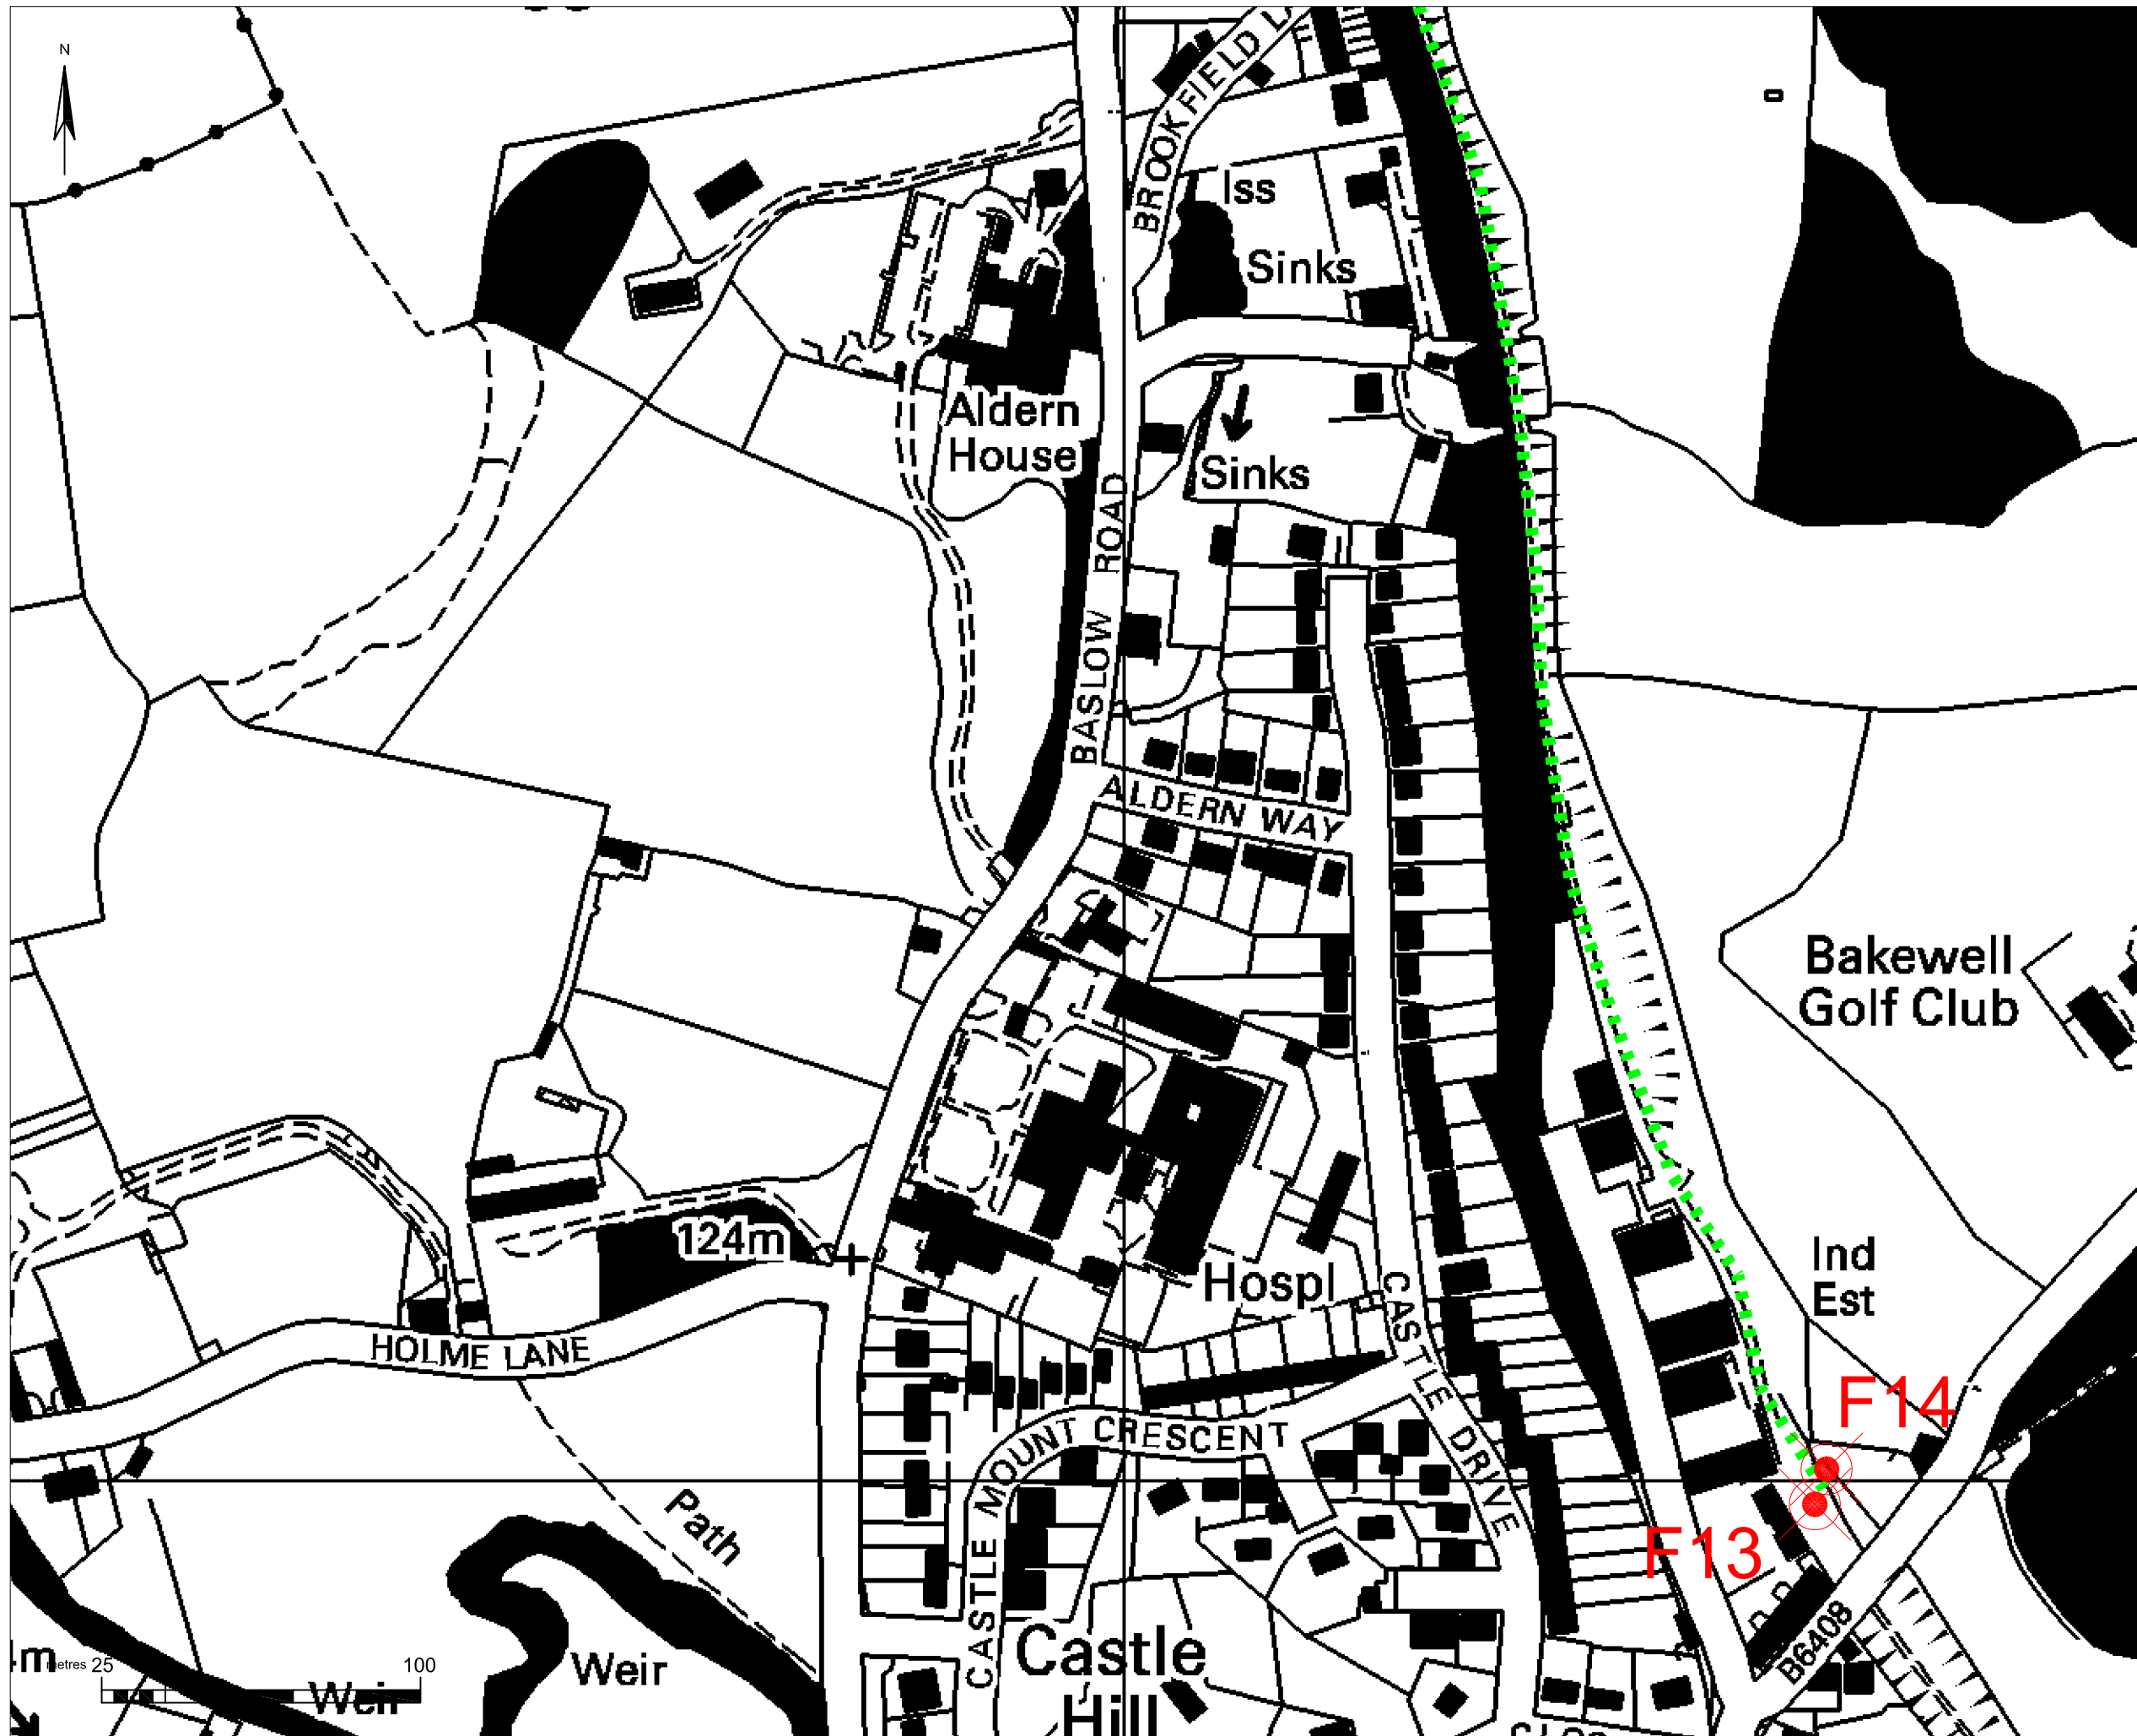 N
BROOKFIELD L
Iss
Sinks
Aldern
House
Sinks
BASLOW ROAD
ALDERN WAY
Bakewell
Golf Club
124m
Hospl
Ind
Est
HOLME LANE
CASTLE DRIVE
F14
CASTLE MOUNT CRESCENT
Path
F13
B6408
Castle
Hill
Weir
Weir
metres 25
100